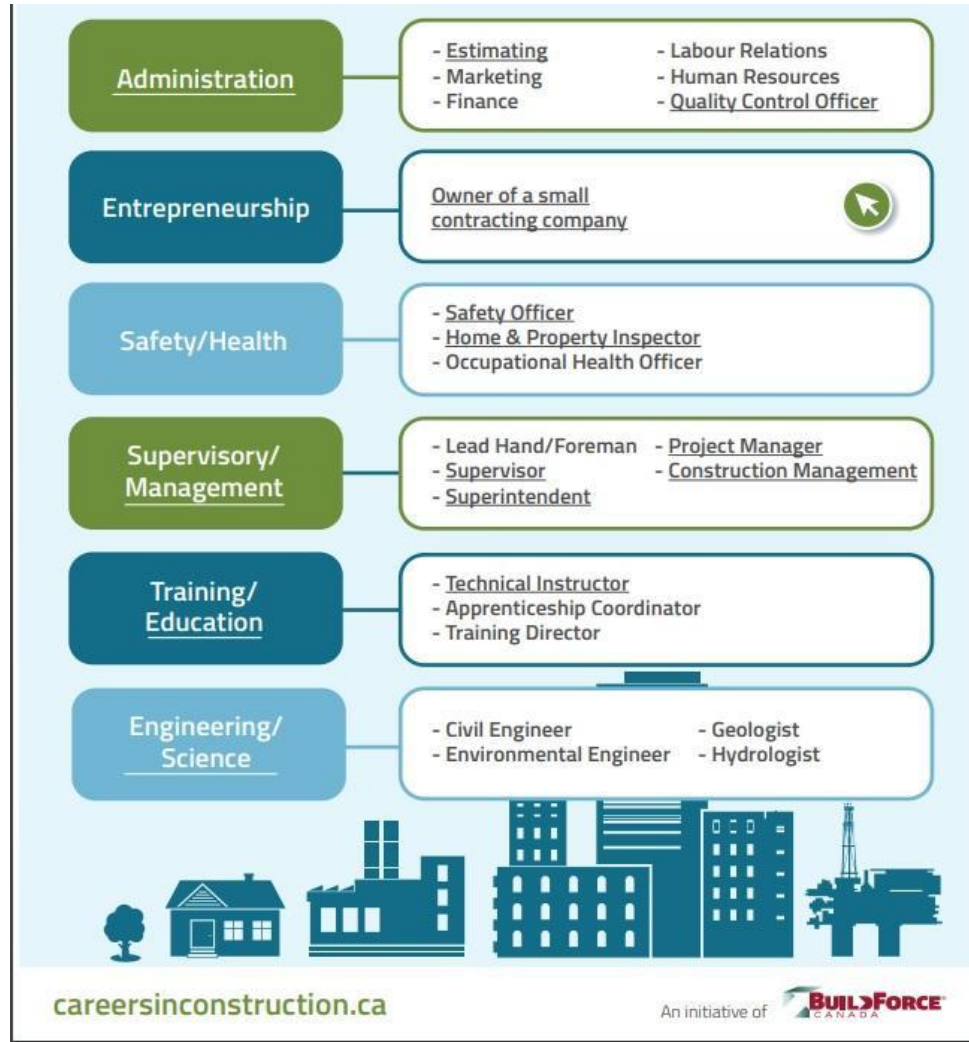 Administration
- Estimating
- Marketing
- Finance
- Labour Relations
- Human Resources
- Quality Control Officer
Entrepreneurship
Owner of a small
contracting company
Safety/Health
- Safety Officer
- Home & Property Inspector
- Occupational Health Officer
Supervisory/
Management
- Lead Hand/Foreman
- Supervisor
- Superintendent
- Project Manager
- Construction Management
Training/
Education
- Technical Instructor
- Apprenticeship Coordinator
- Training Director
Engineering/
Science
- Civil Engineer
- Environmental Engineer
- Geologist
- Hydrologist
careersinconstruction.ca
An initiative of
BUILDFORCE
CANADA